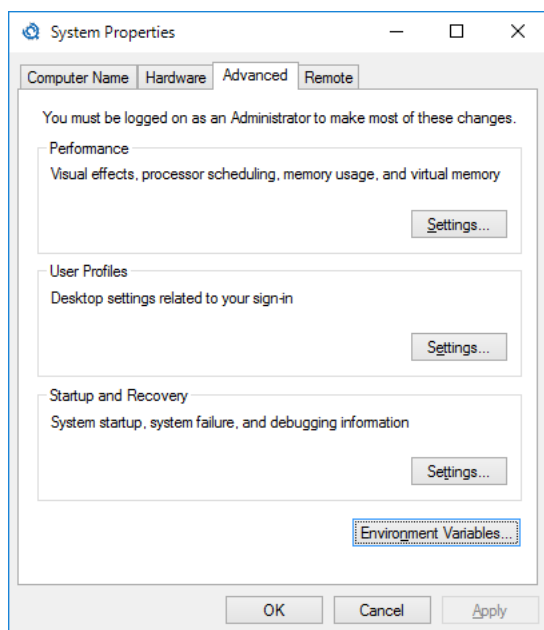 System Properties
Computer Name Hardware Advanced Remote
You must be logged on as an Administrator to make most of these changes.
Performance
Visual effects, processor scheduling, memory usage, and virtual memory
Settings...
User Profiles
Desktop settings related to your sign-in
Settings...
Startup and Recovery
System startup, system failure, and debugging information
Settings...
Environment Variables...
OK Cancel Apply